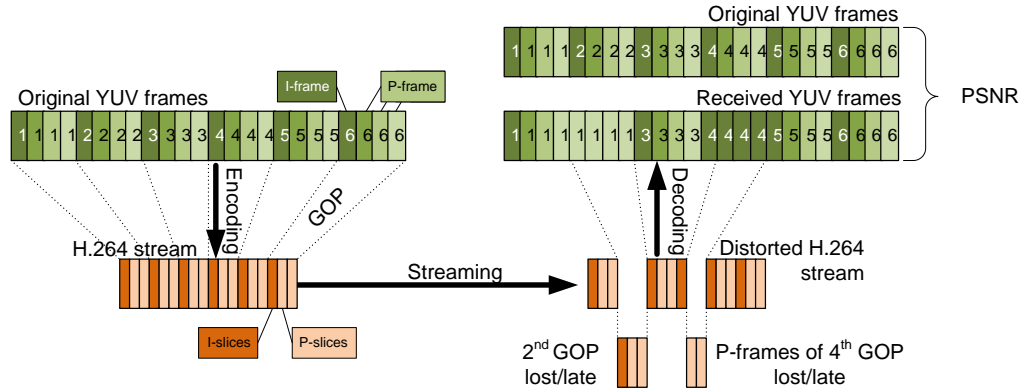 Original YUV frames
1 1 1 1 2 2 2 2 3 3 3 3 4 4 4 4 5 5 5 5 6 6 6 6
Received YUV frames
1 1 1 1 1 1 1 1 3 3 3 3 4 4 4 4 5 5 5 5 6 6 6 6
PSNR
I-frame
P-frame
Original YUV frames
1 1 1 1 2 2 2 2 3 3 3 3 4 4 4 4 5 5 5 5 6 6 6 6
Encoding
GOP
Decoding
H.264 stream
Streaming
Distorted H.264
stream
I-slices
P-slices
2nd GOP
lost/late
P-frames of 4th GOP
lost/late